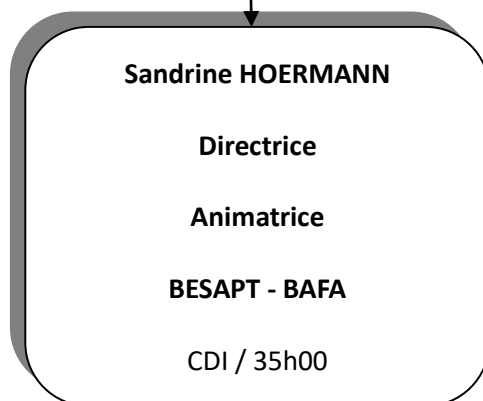 Sandrine HOERMANN
Directrice
Animatrice
BESAPT - BAFA
CDI / 35h00